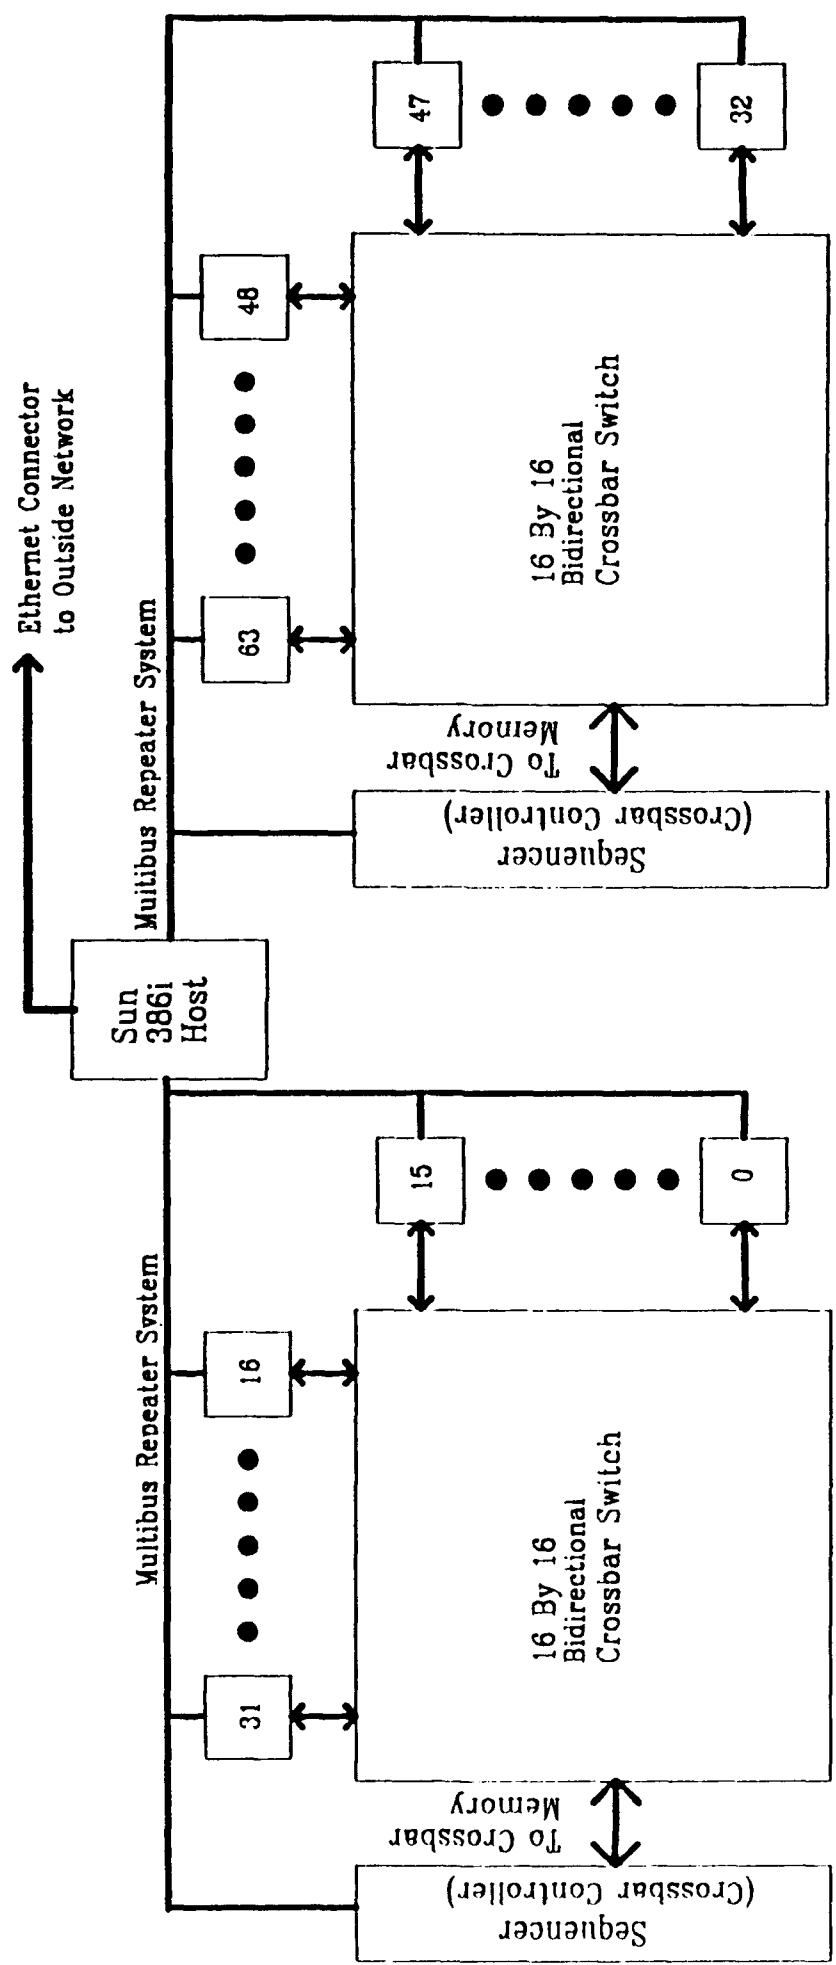 Ethernet Connector
to Outside Network
Multibus Repeater System
Multibus Repeater System
Sun
386i
Host
31
16
63
48
15
0
47
32
16 By 16
Bidirectional
Crossbar Switch
16 By 16
Bidirectional
Crossbar Switch
Sequencer
(Crossbar Controller)
To Crossbar
Memory
Sequencer
(Crossbar Controller)
To Crossbar
Memory